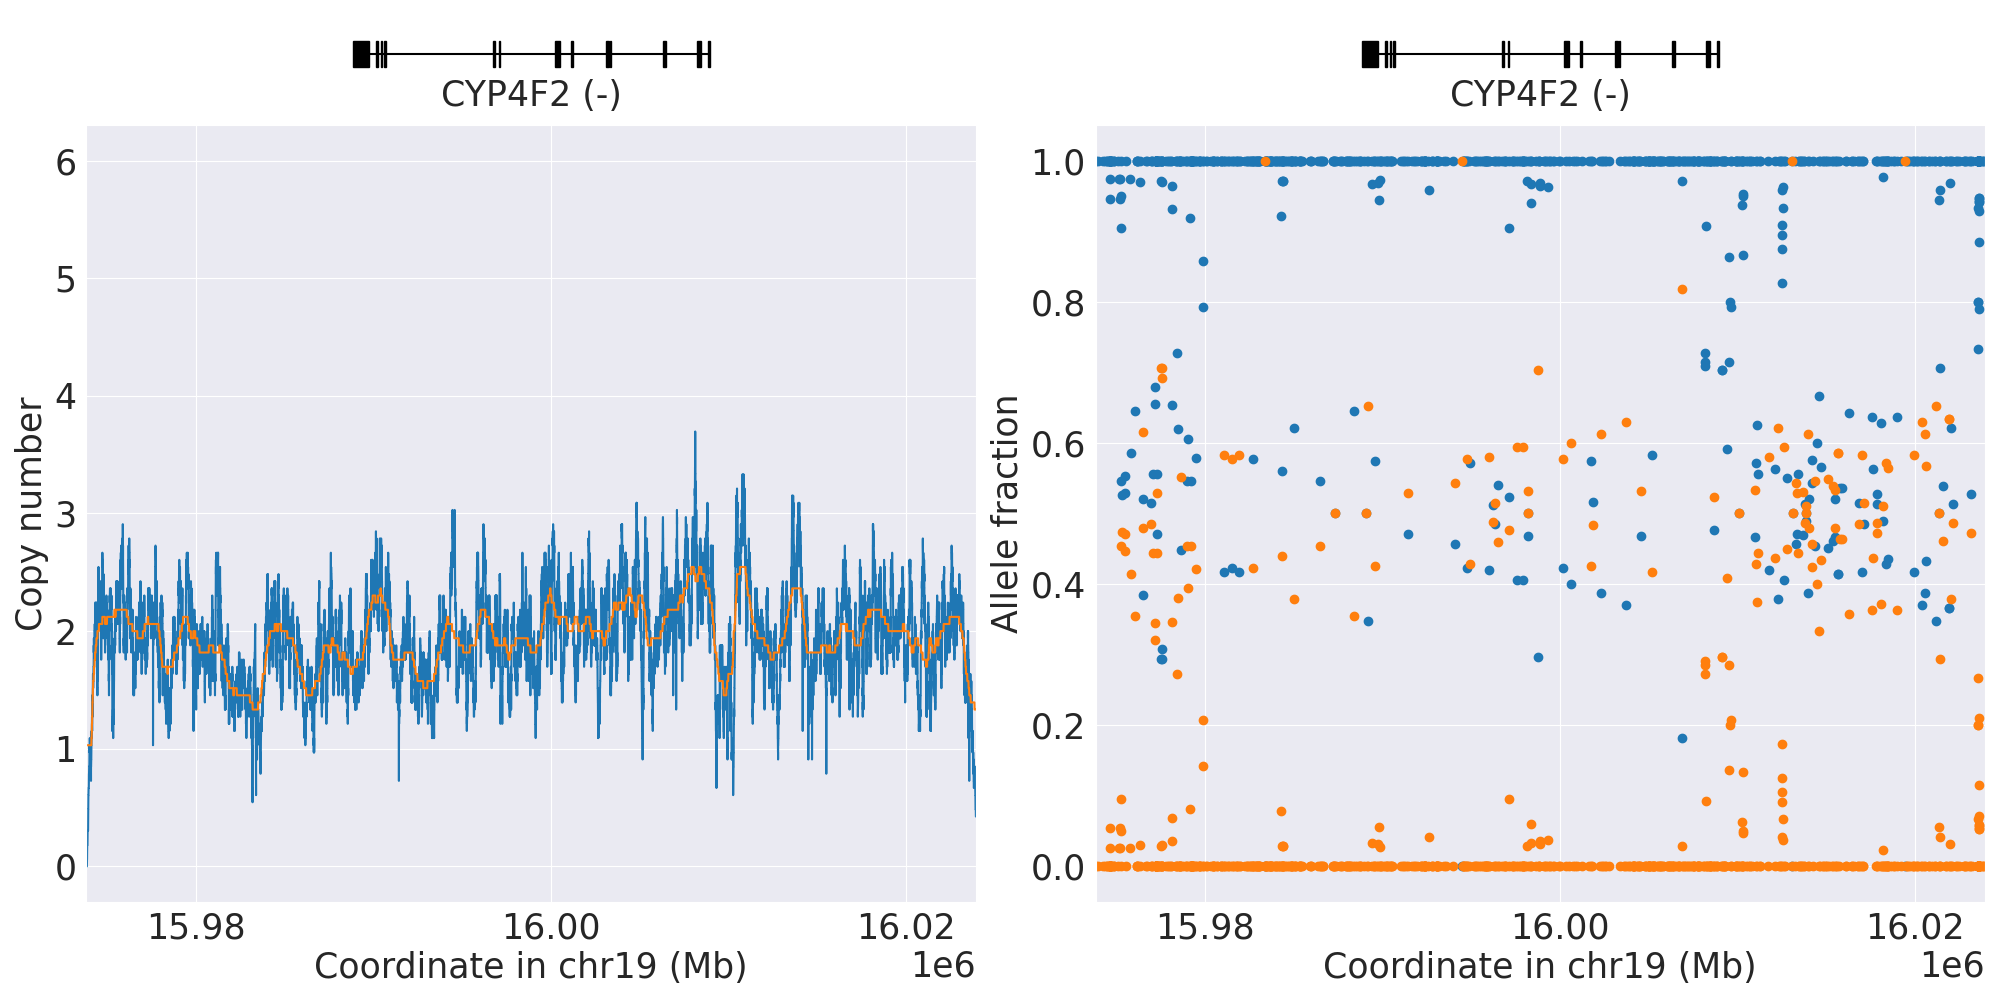 CYP4F2 (-)
6
5
4
3
2
1
0
Copy number
15.98
16.00
16.02
Coordinate in chr19 (Mb)
1e6
CYP4F2 (-)
1.0
0.8
0.6
0.4
0.2
0.0
Allele fraction
15.98
16.00
16.02
Coordinate in chr19 (Mb)
1e6